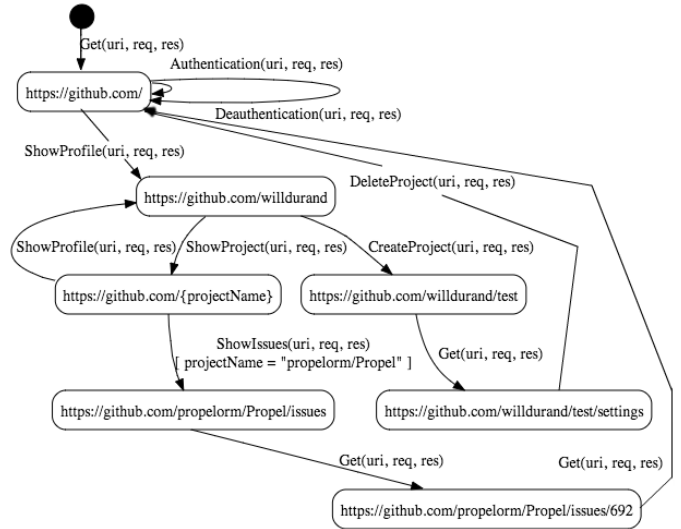 Get(uri, req, res)
Authentication(uri, req, res)
https://github.com/
Deauthentication(uri, req, res)
ShowProfile(uri, req, res)
DeleteProject(uri, req, res)
https://github.com/willdurand
ShowProfile(uri, req, res)
ShowProject(uri, req, res)
CreateProject(uri, req, res)
https://github.com/{projectName}
https://github.com/willdurand/test
ShowIssues(uri, req, res)
[ projectName = "propelorm/Propel" ]
Get(uri, req, res)
https://github.com/propelorm/Propel/issues
https://github.com/willdurand/test/settings
Get(uri, req, res)
Get(uri, req, res)
https://github.com/propelorm/Propel/issues/692